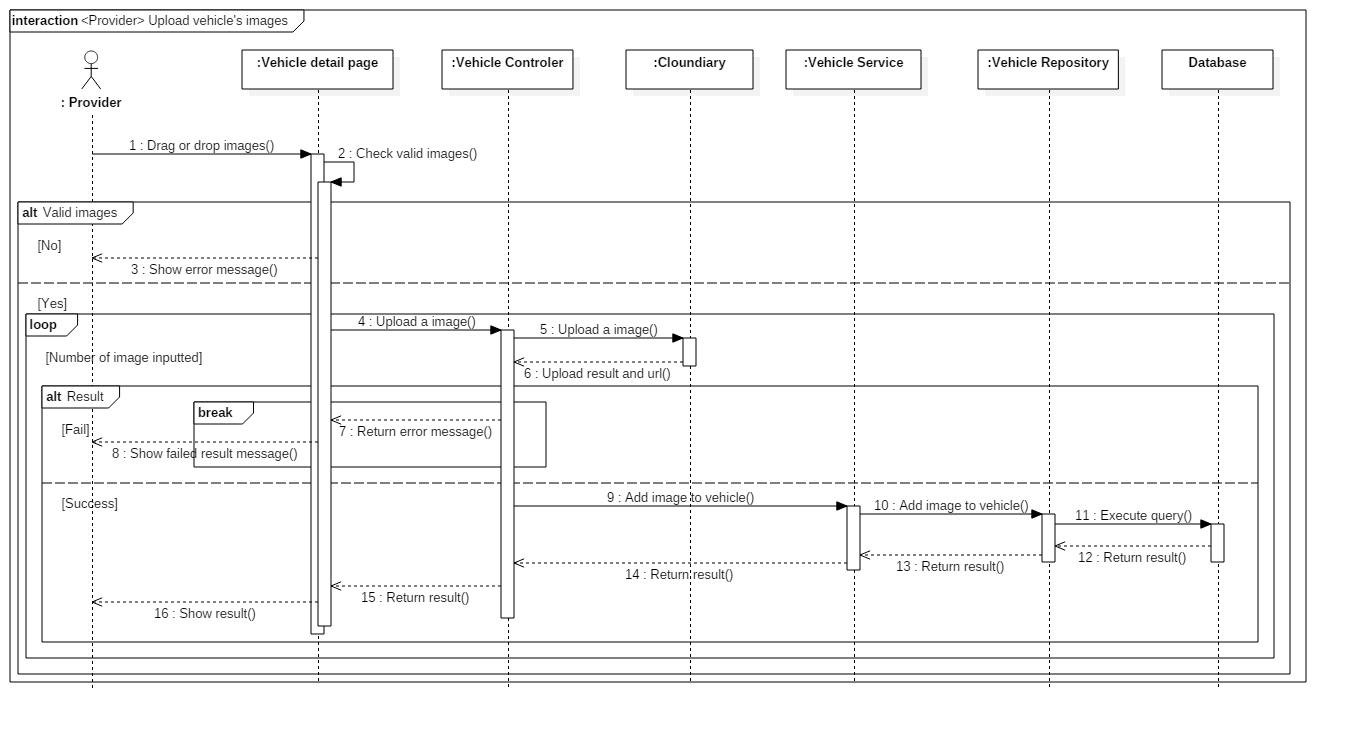 interaction <Provider> Upload vehicle's images
: Provider
:Vehicle detail page
:Vehicle Controler
:Cloundiary
:Vehicle Service
:Vehicle Repository
Database
1 : Drag or drop images()
2 : Check valid images()
alt Valid images
[No]
3 : Show error message()
[Yes]
loop
4 : Upload a image()
5 : Upload a image()
[Number of image inputted]
6 : Upload result and url()
alt Result
break
[Fail]
7 : Return error message()
8 : Show failed result message()
[Success]
9 : Add image to vehicle()
10 : Add image to vehicle()
11 : Execute query()
12 : Return result()
13 : Return result()
14 : Return result()
15 : Return result()
16 : Show result()